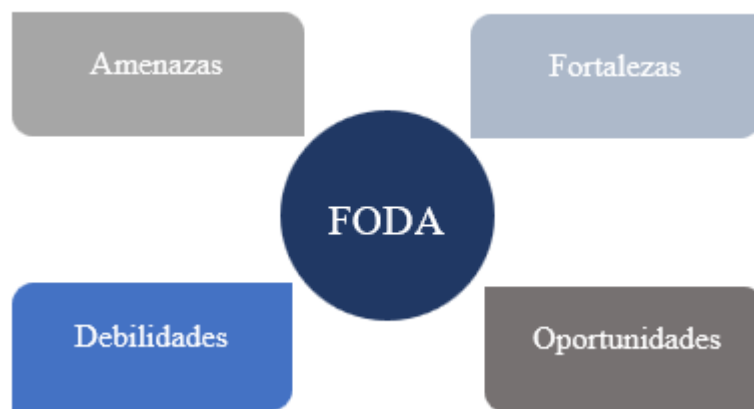 Amenazas
Fortalezas
FODA
Debilidades
Oportunidades